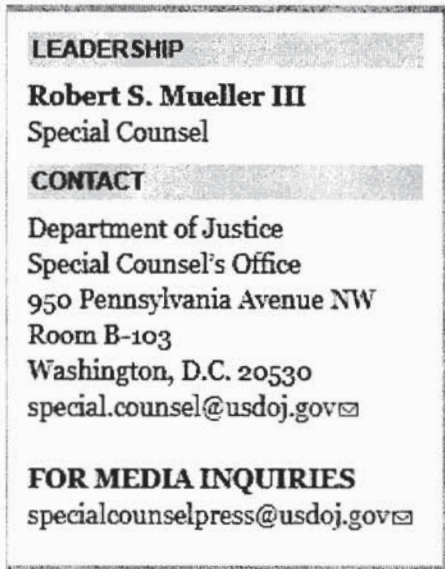 LEADERSHIP
Robert S. Mueller III
Special Counsel
CONTACT
Department of Justice
Special Counsel's Office
950 Pennsylvania Avenue NW
Room B-103
Washington, D.C. 20530
special.counsel@usdoj.gov
FOR MEDIA INQUIRIES
specialcounselpress@usdoj.gov